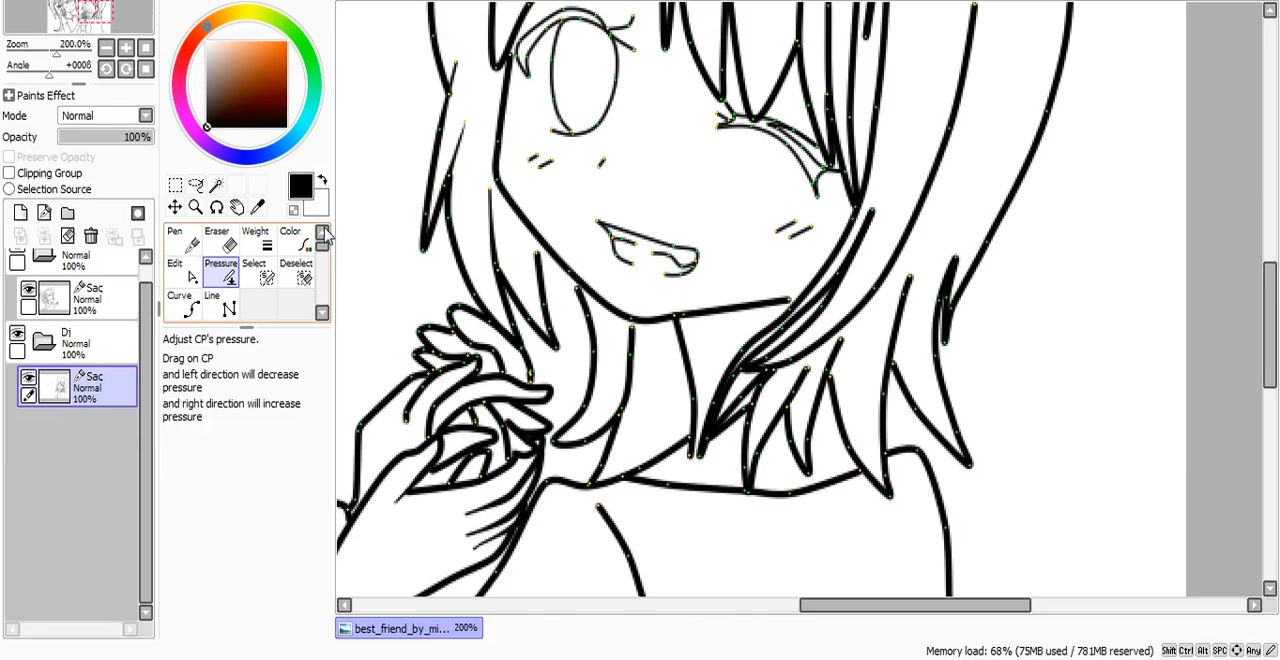 Zoom 200.0%
Angle +000ß
Paints Effect
Mode Normal
Opacity 100%
Preserve Opacity
Clipping Group
Selection Source
Normal
100%
Sac
Normal
100%
Dj
Normal
100%
Sac
Normal
100%
Pen Eraser Weight Color
Edit Pressure Select Deselect
Curve Line
Adjust CP's pressure.
Drag on CP
and left direction will decrease
pressure
and right direction will increase
pressure
best_friend_by_mi... 200%
Memory load: 68% (75MB used / 781MB reserved) Shift Ctrl Alt SPC Any